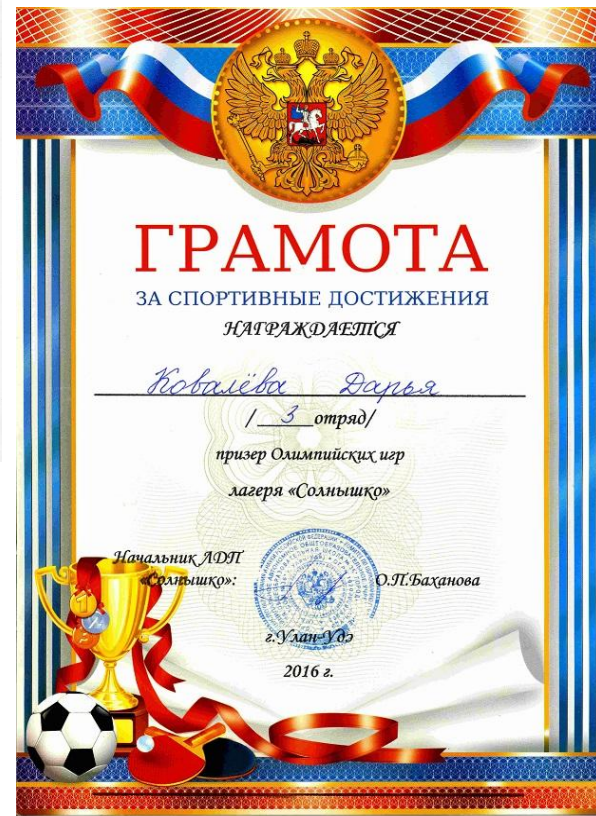 ГРАМОТА
ЗА СПОРТИВНЫЕ ДОСТИЖЕНИЯ
НАГРАЖДАЕТСЯ
Ковалёва Дарья
/ 3 отряд/
призер Олимпийских игр
лагеря «Солнышко»
Начальник ЛДП
«Солнышко»:
О.П.Баханова
г.Улан-Удэ
2016 г.